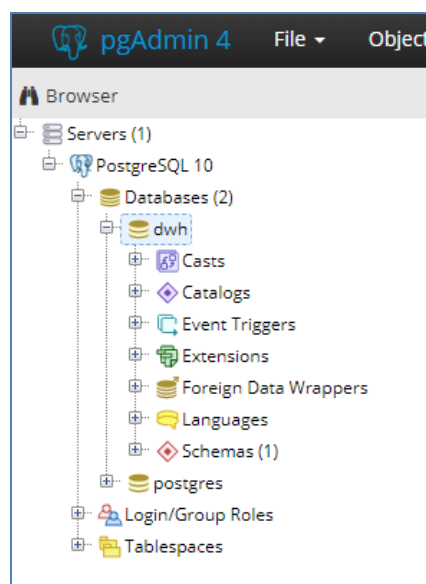 pgAdmin 4 File Object
Browser
Servers (1)
PostgreSQL 10
Databases (2)
dwh
Casts
Catalogs
Event Triggers
Extensions
Foreign Data Wrappers
Languages
Schemas (1)
postgres
Login/Group Roles
Tablespaces